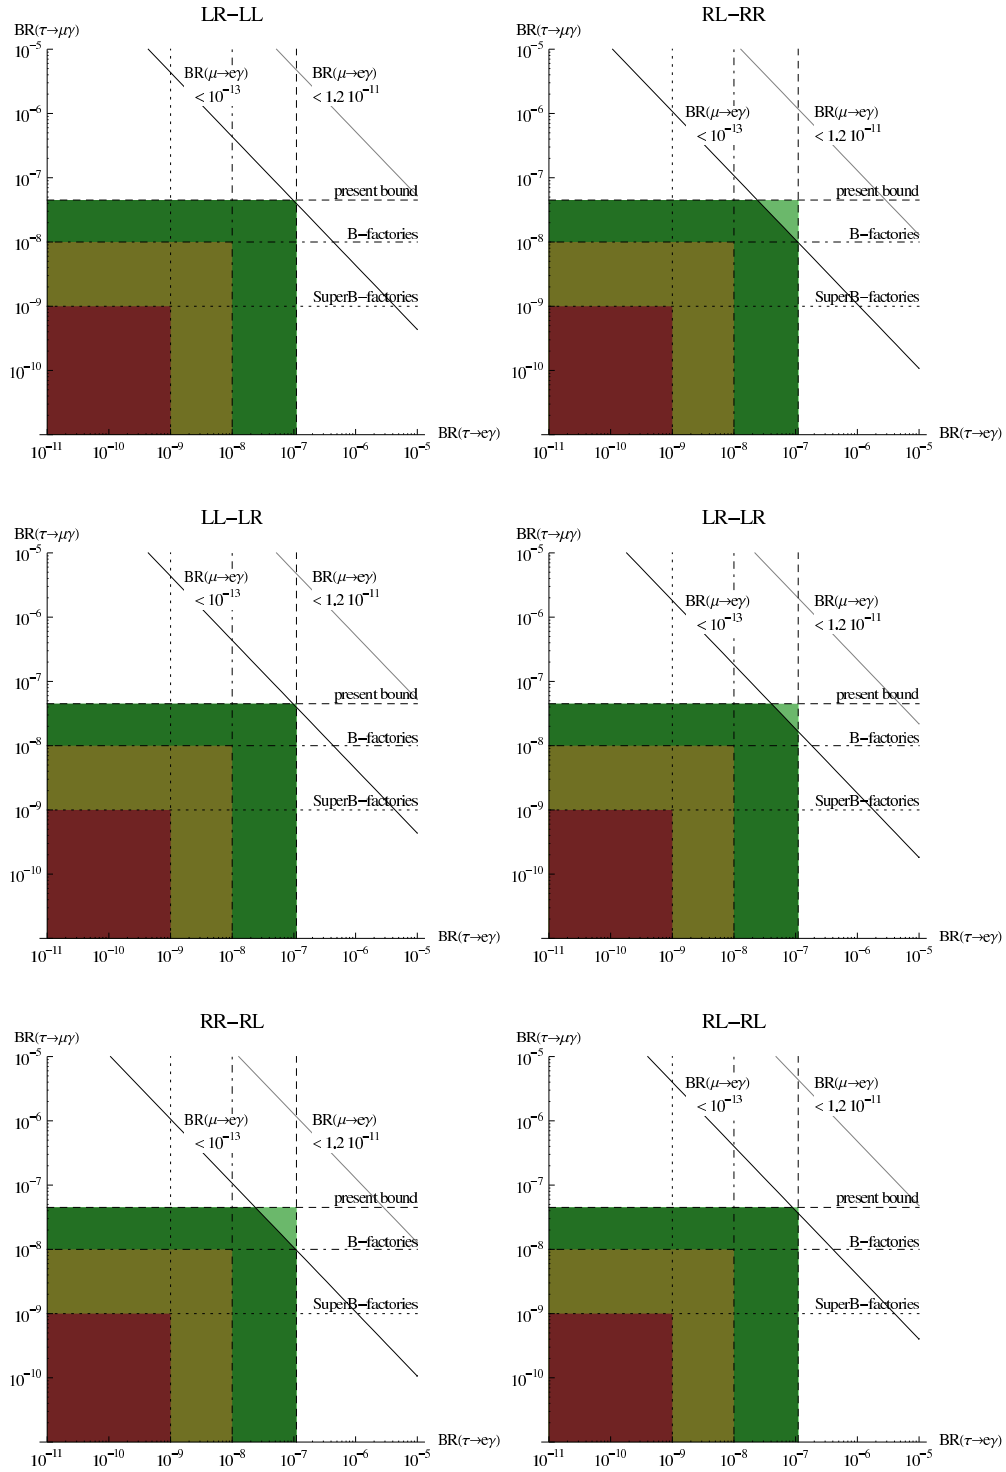 LR−LL
BR(τ→μγ)
10⁻⁵
10⁻⁶
10⁻⁷
10⁻⁸
10⁻⁹
10⁻¹⁰
BR(μ→eγ)
< 10⁻¹³
BR(μ→eγ)
< 1.2 10⁻¹¹
present bound
B−factories
SuperB−factories
10⁻¹¹ 10⁻¹⁰ 10⁻⁹ 10⁻⁸ 10⁻⁷ 10⁻⁶ 10⁻⁵
BR(τ→eγ)
RL−RR
BR(τ→μγ)
10⁻⁵
10⁻⁶
10⁻⁷
10⁻⁸
10⁻⁹
10⁻¹⁰
BR(μ→eγ)
< 10⁻¹³
BR(μ→eγ)
< 1.2 10⁻¹¹
present bound
B−factories
SuperB−factories
10⁻¹¹ 10⁻¹⁰ 10⁻⁹ 10⁻⁸ 10⁻⁷ 10⁻⁶ 10⁻⁵
BR(τ→eγ)
LL−LR
BR(τ→μγ)
10⁻⁵
10⁻⁶
10⁻⁷
10⁻⁸
10⁻⁹
10⁻¹⁰
BR(μ→eγ)
< 10⁻¹³
BR(μ→eγ)
< 1.2 10⁻¹¹
present bound
B−factories
SuperB−factories
10⁻¹¹ 10⁻¹⁰ 10⁻⁹ 10⁻⁸ 10⁻⁷ 10⁻⁶ 10⁻⁵
BR(τ→eγ)
LR−LR
BR(τ→μγ)
10⁻⁵
10⁻⁶
10⁻⁷
10⁻⁸
10⁻⁹
10⁻¹⁰
BR(μ→eγ)
< 10⁻¹³
BR(μ→eγ)
< 1.2 10⁻¹¹
present bound
B−factories
SuperB−factories
10⁻¹¹ 10⁻¹⁰ 10⁻⁹ 10⁻⁸ 10⁻⁷ 10⁻⁶ 10⁻⁵
BR(τ→eγ)
RR−RL
BR(τ→μγ)
10⁻⁵
10⁻⁶
10⁻⁷
10⁻⁸
10⁻⁹
10⁻¹⁰
BR(μ→eγ)
< 10⁻¹³
BR(μ→eγ)
< 1.2 10⁻¹¹
present bound
B−factories
SuperB−factories
10⁻¹¹ 10⁻¹⁰ 10⁻⁹ 10⁻⁸ 10⁻⁷ 10⁻⁶ 10⁻⁵
BR(τ→eγ)
RL−RL
BR(τ→μγ)
10⁻⁵
10⁻⁶
10⁻⁷
10⁻⁸
10⁻⁹
10⁻¹⁰
BR(μ→eγ)
< 10⁻¹³
BR(μ→eγ)
< 1.2 10⁻¹¹
present bound
B−factories
SuperB−factories
10⁻¹¹ 10⁻¹⁰ 10⁻⁹ 10⁻⁸ 10⁻⁷ 10⁻⁶ 10⁻⁵
BR(τ→eγ)